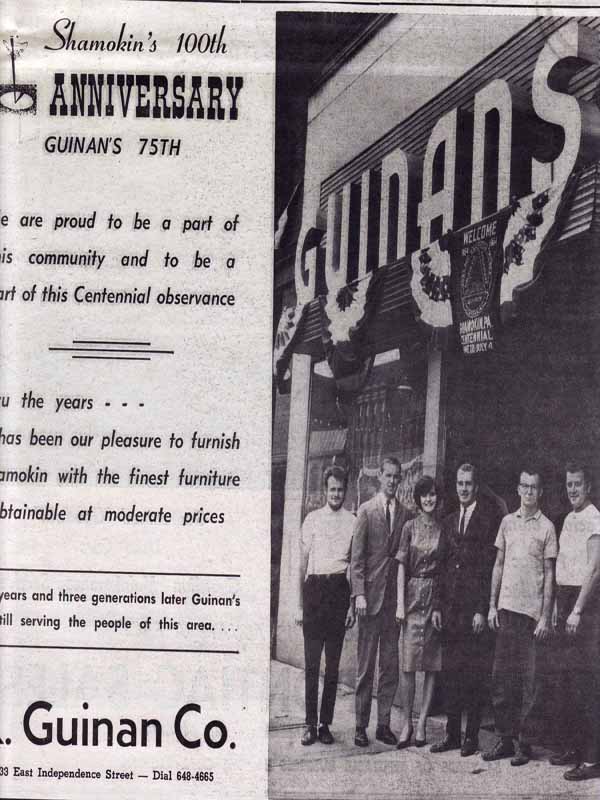 Shamokin's 100th
ANNIVERSARY
GUINAN'S 75TH
e are proud to be a part of
is community and to be a
art of this Centennial observance
u the years - - -
has been our pleasure to furnish
amokin with the finest furniture
btainable at moderate prices
years and three generations later Guinan's
till serving the people of this area. . . .
. Guinan Co.
33 East Independence Street — Dial 648-4665
GUINANS
WELCOME
SHAMOKIN, PA.
CENTENNIAL